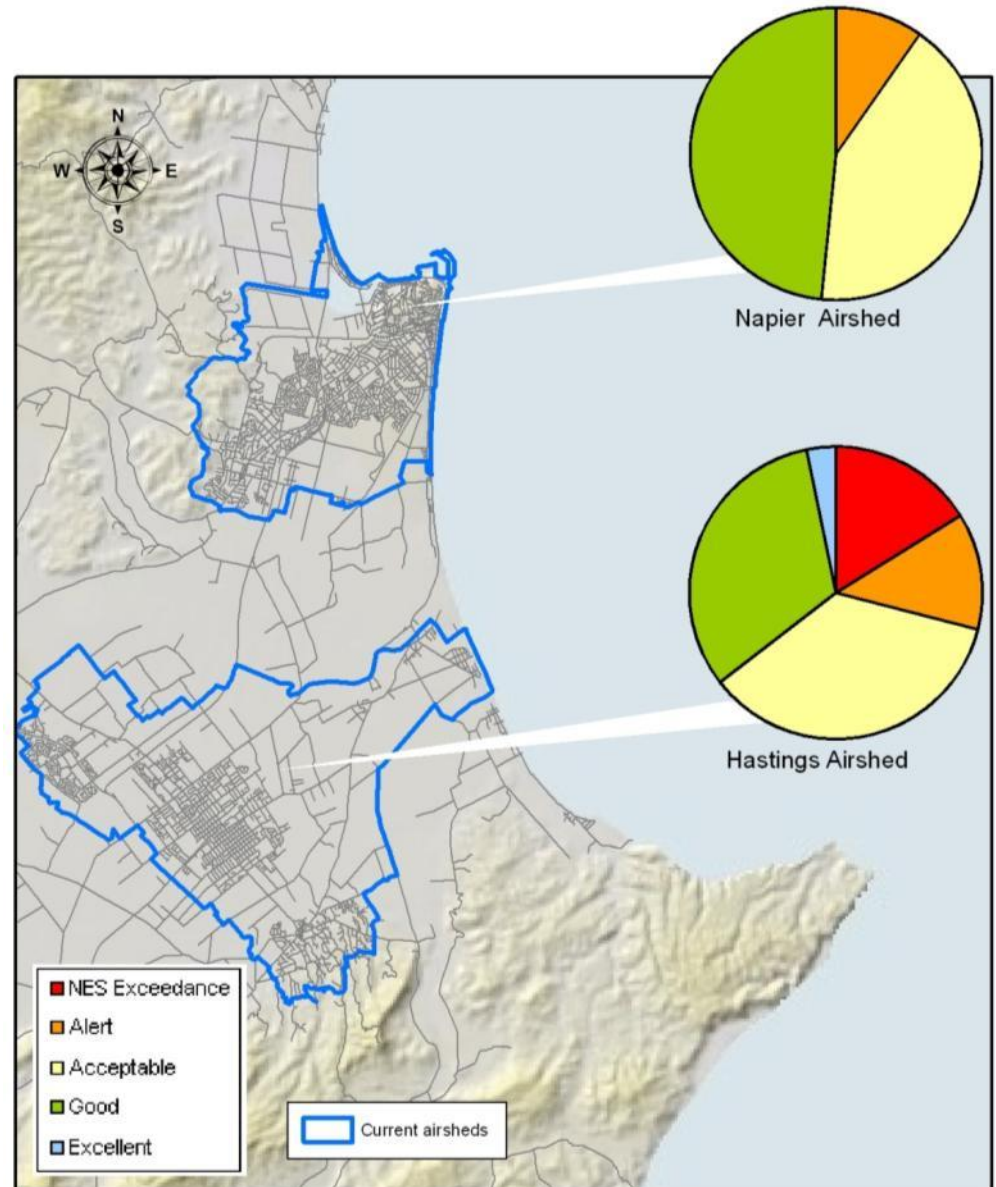 N
W E
S
Napier Airshed
Hastings Airshed
NES Exceedance
Alert
Acceptable
Good
Excellent
Current airsheds